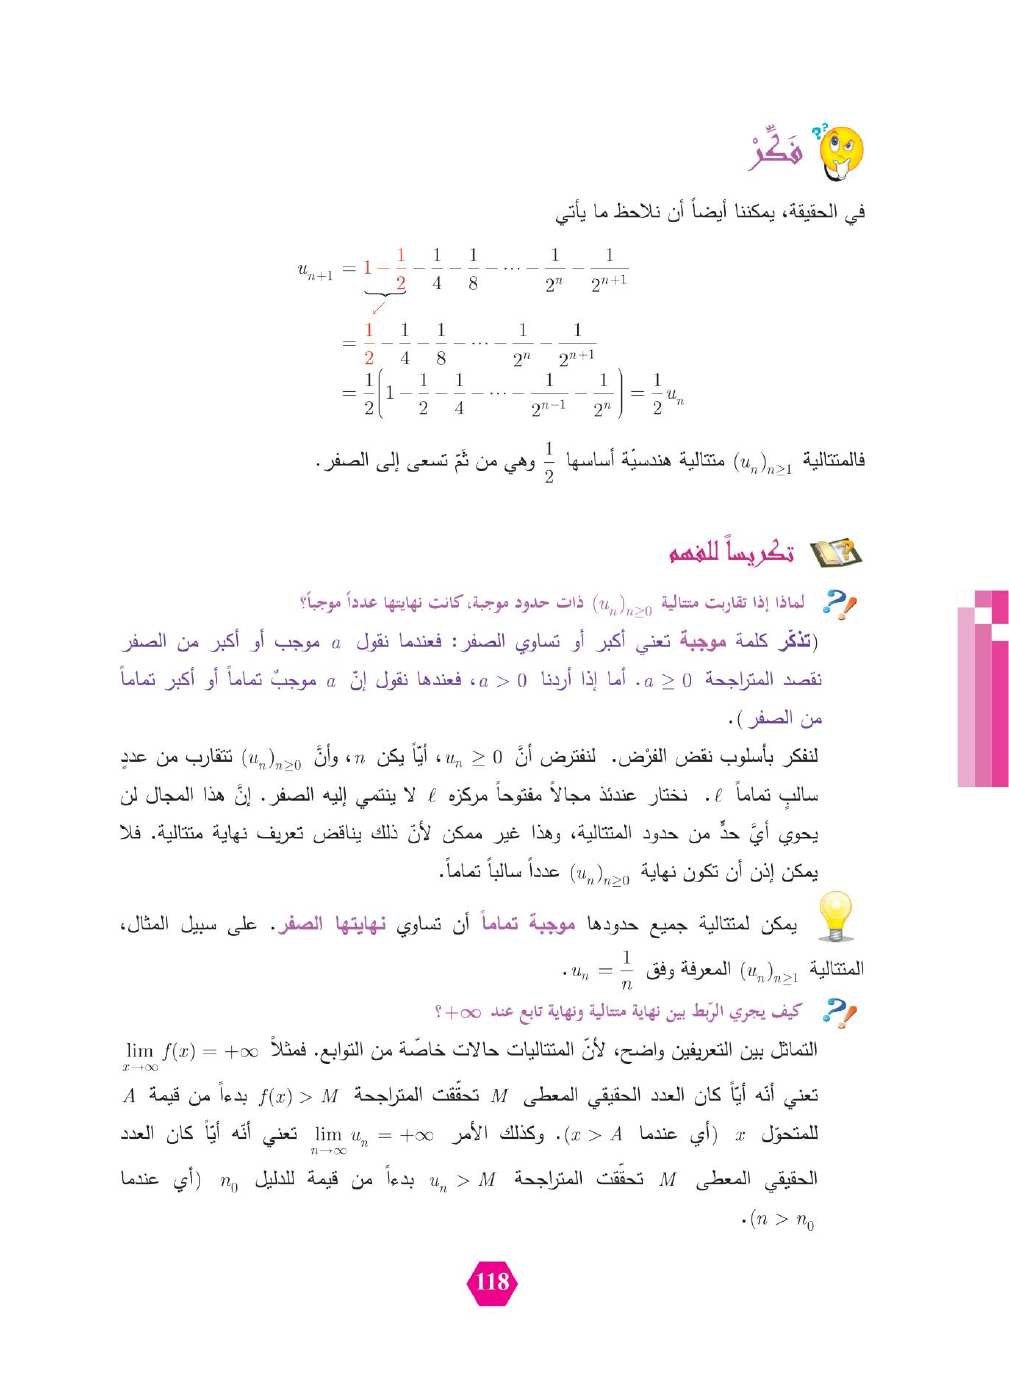 فَكِّرْ
في الحقيقة، يمكننا أيضاً أن نلاحظ ما يأتي
u_{n+1} = 1 − 1/2 − 1/4 − 1/8 − ⋯ − 1/2^n − 1/2^{n+1}
= 1/2 − 1/4 − 1/8 − ⋯ − 1/2^n − 1/2^{n+1}
= 1/2 (1 − 1/2 − 1/4 − ⋯ − 1/2^{n−1} − 1/2^n) = 1/2 u_n
فالمتتالية (u_n)_{n≥1} متتالية هندسيّة أساسها 1/2 وهي من ثَمّ تسعى إلى الصفر.
تكريساً للفهم
لماذا إذا تقاربت متتالية (u_n)_{n≥0} ذات حدود موجبة، كانت نهايتها عدداً موجباً؟
(تذكّر كلمة موجبة تعني أكبر أو تساوي الصفر: فعندما نقول a موجب أو أكبر من الصفر
نقصد المتراجحة a ≥ 0. أما إذا أردنا a > 0، فعندها نقول إنّ a موجبٌ تماماً أو أكبر تماماً
من الصفر).
لنفكر بأسلوب نقض الفرْض. لنفترض أنَّ u_n ≥ 0، أيّاً يكن n، وأنَّ (u_n)_{n≥0} تتقارب من عددٍ
سالبٍ تماماً ℓ. نختار عندئذ مجالاً مفتوحاً مركزه ℓ لا ينتمي إليه الصفر. إنَّ هذا المجال لن
يحوي أيَّ حدٍّ من حدود المتتالية، وهذا غير ممكن لأنّ ذلك يناقض تعريف نهاية متتالية. فلا
يمكن إذن أن تكون نهاية (u_n)_{n≥0} عدداً سالباً تماماً.
يمكن لمتتالية جميع حدودها موجبة تماماً أن تساوي نهايتها الصفر. على سبيل المثال،
المتتالية (u_n)_{n≥1} المعرفة وفق u_n = 1/n.
كيف يجري الرّبط بين نهاية متتالية ونهاية تابع عند +∞؟
التماثل بين التعريفين واضح، لأنّ المتتاليات حالات خاصّة من التوابع. فمثلاً lim_{x→∞} f(x) = +∞
تعني أنّه أيّاً كان العدد الحقيقي المعطى M تحقّقت المتراجحة f(x) > M بدءاً من قيمة A
للمتحوّل x (أي عندما x > A). وكذلك الأمر lim_{n→∞} u_n = +∞ تعني أنّه أيّاً كان العدد
الحقيقي المعطى M تحقّقت المتراجحة u_n > M بدءاً من قيمة للدليل n_0 (أي عندما
n > n_0).
118